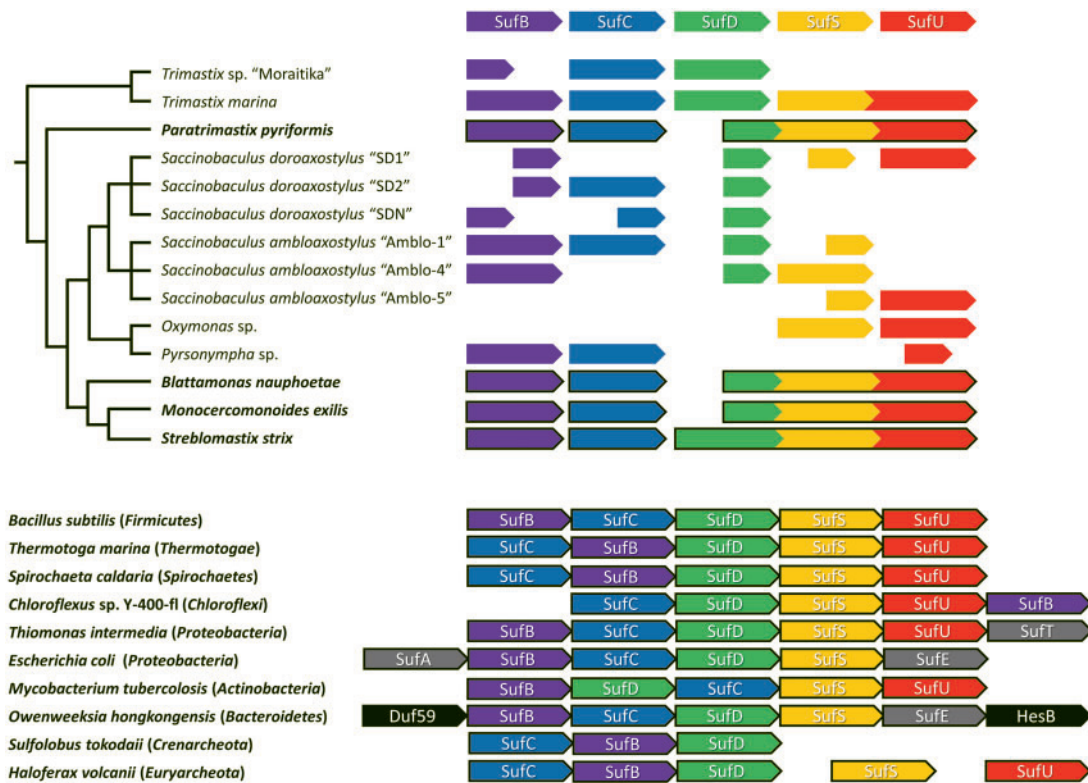 SufB SufC SufD SufS SufU
Trimastix sp. “Moraitika”
Trimastix marina
Paratrimastix pyriformis
Saccinobaculus doroaxostylus “SD1”
Saccinobaculus doroaxostylus “SD2”
Saccinobaculus doroaxostylus “SDN”
Saccinobaculus ambloaxostylus “Amblo-1”
Saccinobaculus ambloaxostylus “Amblo-4”
Saccinobaculus ambloaxostylus “Amblo-5”
Oxymonas sp.
Pyrsonympha sp.
Blattamonas nauphoetae
Monocercomonoides exilis
Streblomastix strix
Bacillus subtilis (Firmicutes) SufB SufC SufD SufS SufU
Thermotoga marina (Thermotogae) SufC SufB SufD SufS SufU
Spirochaeta caldaria (Spirochaetes) SufC SufB SufD SufS SufU
Chloroflexus sp. Y-400-fl (Chloroflexi) SufC SufD SufS SufU SufB
Thiomonas intermedia (Proteobacteria) SufB SufC SufD SufS SufU SufT
Escherichia coli (Proteobacteria) SufA SufB SufC SufD SufS SufE
Mycobacterium tubercolosis (Actinobacteria) SufB SufD SufC SufS SufU
Owenweeksia hongkongensis (Bacteroidetes) Duf59 SufB SufC SufD SufS SufE HesB
Sulfolobus tokodaii (Crenarcheota) SufC SufB SufD
Haloferax volcanii (Euryarcheota) SufC SufB SufD SufS SufU